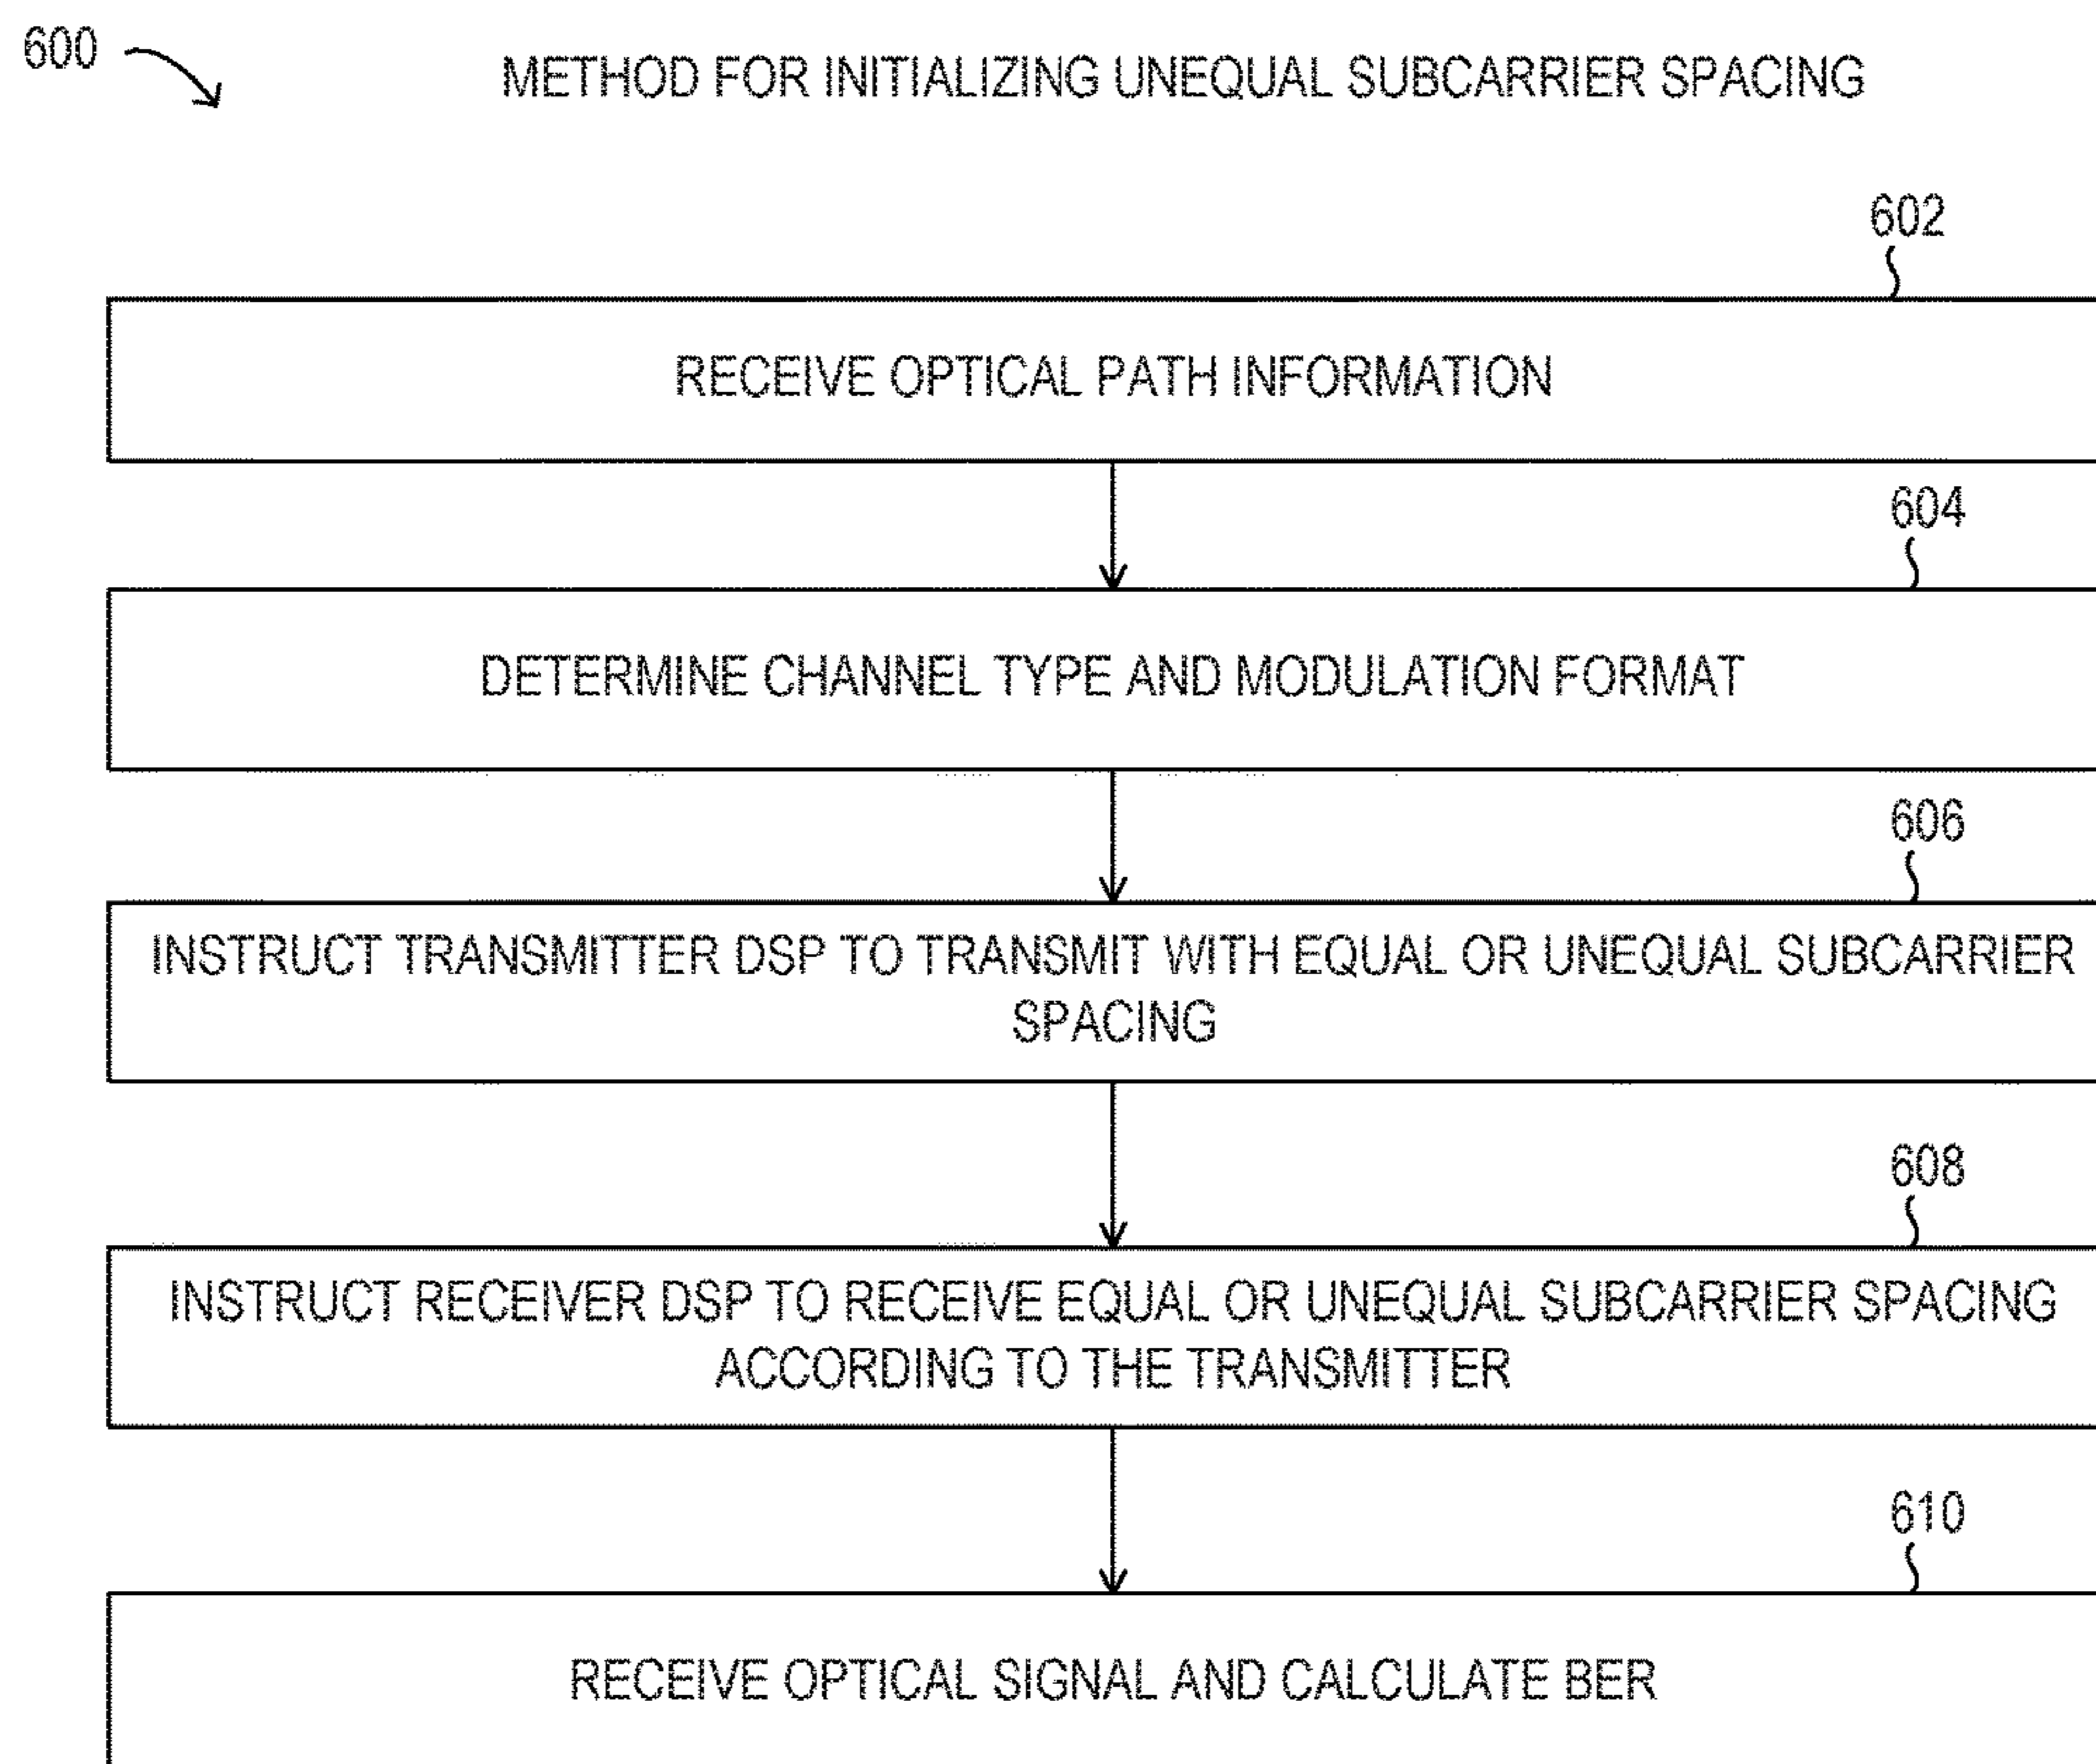 600
METHOD FOR INITIALIZING UNEQUAL SUBCARRIER SPACING
602
RECEIVE OPTICAL PATH INFORMATION
604
DETERMINE CHANNEL TYPE AND MODULATION FORMAT
606
INSTRUCT TRANSMITTER DSP TO TRANSMIT WITH EQUAL OR UNEQUAL SUBCARRIER
SPACING
608
INSTRUCT RECEIVER DSP TO RECEIVE EQUAL OR UNEQUAL SUBCARRIER SPACING
ACCORDING TO THE TRANSMITTER
610
RECEIVE OPTICAL SIGNAL AND CALCULATE BER